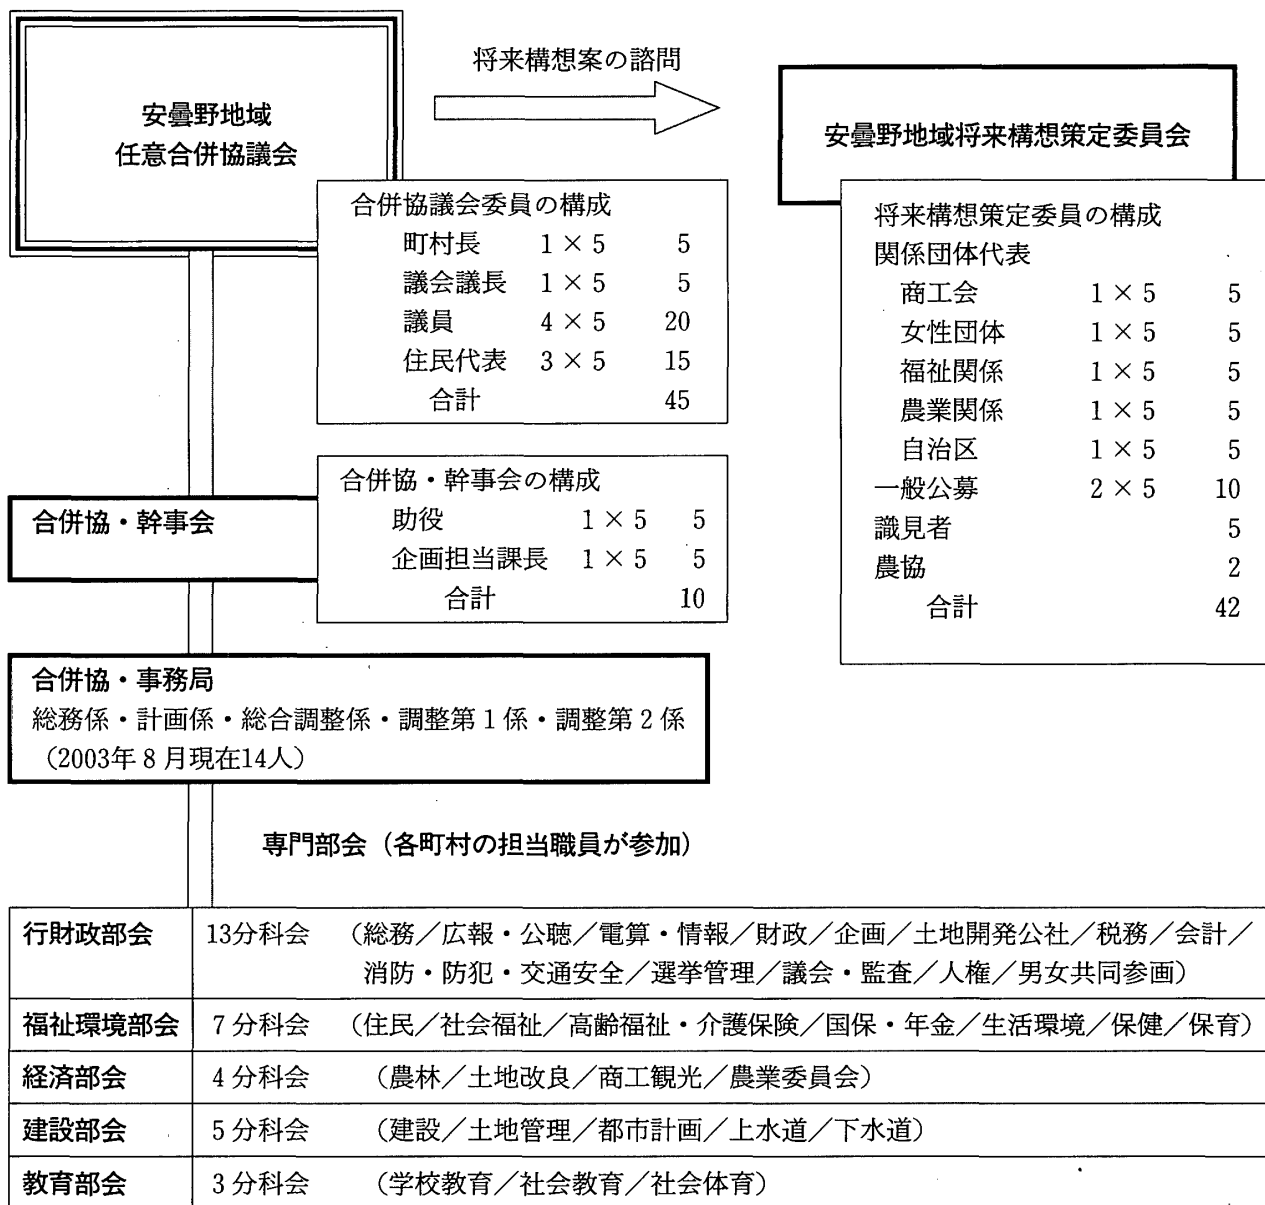 安曇野地域
任意合併協議会
将来構想案の諮問
安曇野地域将来構想策定委員会
合併協議会委員の構成
町村長 1×5 5
議会議長 1×5 5
議員 4×5 20
住民代表 3×5 15
合計 45
将来構想策定委員の構成
関係団体代表
商工会 1×5 5
女性団体 1×5 5
福祉関係 1×5 5
農業関係 1×5 5
自治区 1×5 5
一般公募 2×5 10
識見者 5
農協 2
合計 42
合併協・幹事会
合併協・幹事会の構成
助役 1×5 5
企画担当課長 1×5 5
合計 10
合併協・事務局
総務係・計画係・総合調整係・調整第1係・調整第2係
（2003年8月現在14人）
専門部会（各町村の担当職員が参加）
行財政部会 13分科会 （総務／広報・公聴／電算・情報／財政／企画／土地開発公社／税務／会計／
消防・防犯・交通安全／選挙管理／議会・監査／人権／男女共同参画）
福祉環境部会 7分科会 （住民／社会福祉／高齢福祉・介護保険／国保・年金／生活環境／保健／保育）
経済部会 4分科会 （農林／土地改良／商工観光／農業委員会）
建設部会 5分科会 （建設／土地管理／都市計画／上水道／下水道）
教育部会 3分科会 （学校教育／社会教育／社会体育）